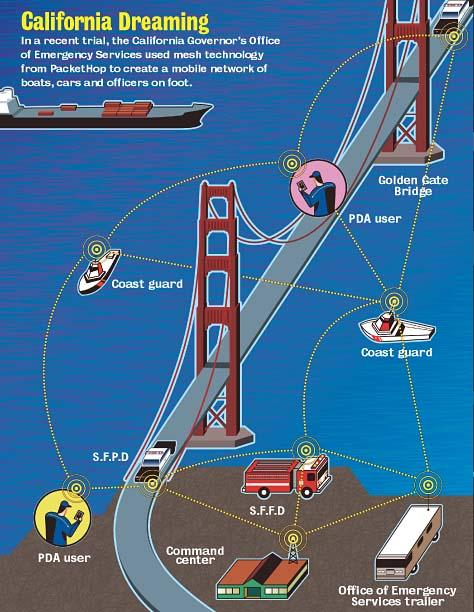 California Dreaming
In a recent trial, the California Governor's Office
of Emergency Services used mesh technology
from PacketHop to create a mobile network of
boats, cars and officers on foot.
Golden Gate
Bridge
PDA user
Coast guard
Coast guard
S.F.P.D
S.F.F.D
PDA user
Command
center
Office of Emergency
Services trailer